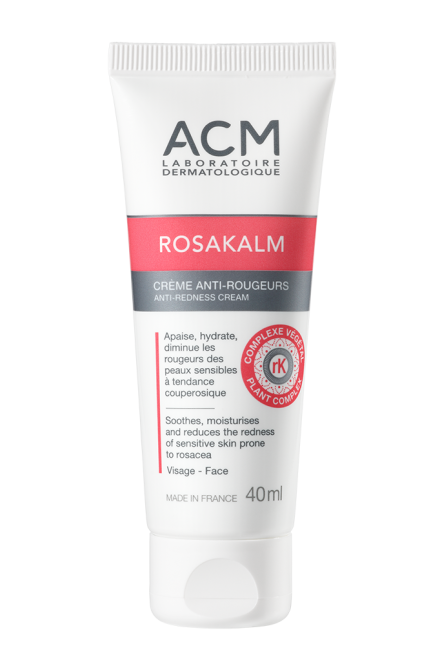 ACM
LABORATOIRE
DERMATOLOGIQUE
ROSAKALM
CRÈME ANTI-ROUGEURS
ANTI-REDNESS CREAM
Apaise, hydrate,
diminue les
rougeurs des
peaux sensibles
à tendance
couperosique
COMPLEXE VÉGÉTAL
rK
PLANT COMPLEX
Soothes, moisturises
and reduces the redness
of sensitive skin prone
to rosacea
Visage - Face
MADE IN FRANCE 40ml